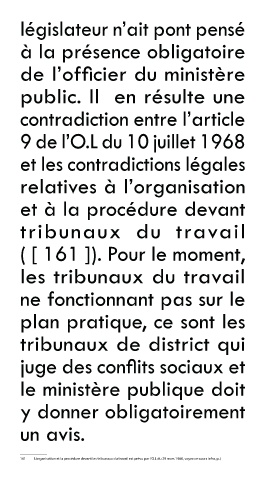 législateur n'ait pont pensé
à la présence obligatoire
de l'officier du ministère
public. Il en résulte une
contradiction entre l'article
9 de l'O.L du 10 juillet 1968
et les contradictions légales
relatives à l'organisation
et à la procédure devant
tribunaux du travail
( [ 161 ]). Pour le moment,
les tribunaux du travail
ne fonctionnant pas sur le
plan pratique, ce sont les
tribunaux de district qui
juge des conflits sociaux et
le ministère publique doit
y donner obligatoirement
un avis.